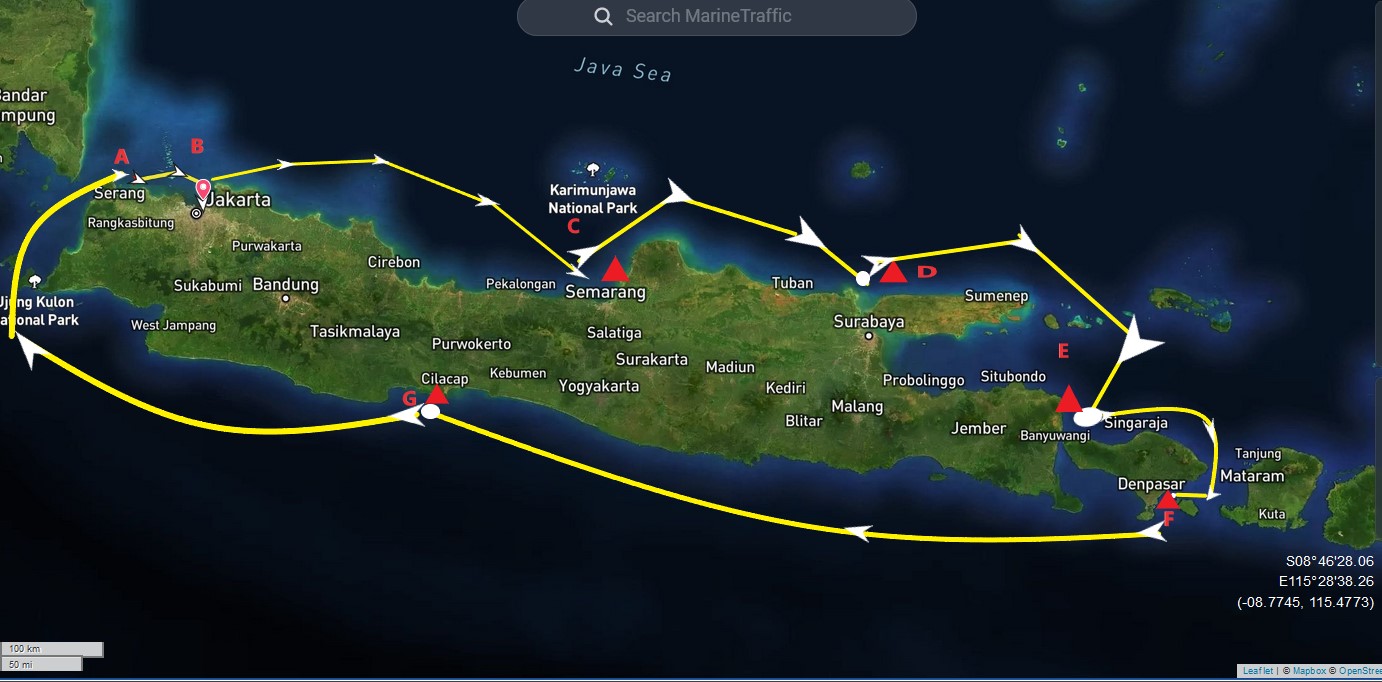 Search MarineTraffic
Java Sea
Bandar
mpung
A
B
Serang
Jakarta
Rangkasbitung
Karimunjawa
National Park
C
Purwakarta
Cirebon
Sukabumi
Bandung
Pekalongan
Semarang
Tuban
D
Sumenep
Ujung Kulon
ational Park
West Jampang
Tasikmalaya
Salatiga
Surabaya
Purwokerto
Surakarta
Madiun
E
Cilacap
Kebumen
Yogyakarta
Kediri
Probolinggo
Situbondo
G
Malang
Blitar
Jember
Banyuwangi
Singaraja
Tanjung
Mataram
Denpasar
F
Kuta
S08°46'28.06
E115°28'38.26
(-08.7745, 115.4773)
100 km
50 mi
Leaflet | © Mapbox © OpenStree